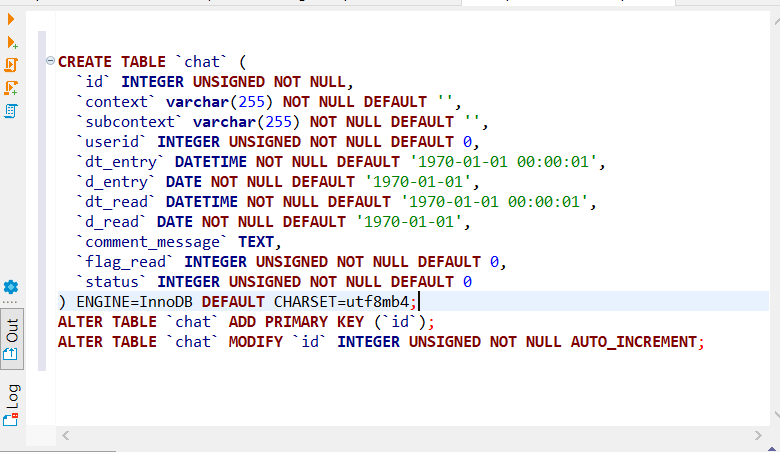 CREATE TABLE `chat` (
`id` INTEGER UNSIGNED NOT NULL,
`context` varchar(255) NOT NULL DEFAULT '',
`subcontext` varchar(255) NOT NULL DEFAULT '',
`userid` INTEGER UNSIGNED NOT NULL DEFAULT 0,
`dt_entry` DATETIME NOT NULL DEFAULT '1970-01-01 00:00:01',
`d_entry` DATE NOT NULL DEFAULT '1970-01-01',
`dt_read` DATETIME NOT NULL DEFAULT '1970-01-01 00:00:01',
`d_read` DATE NOT NULL DEFAULT '1970-01-01',
`comment_message` TEXT,
`flag_read` INTEGER UNSIGNED NOT NULL DEFAULT 0,
`status` INTEGER UNSIGNED NOT NULL DEFAULT 0
) ENGINE=InnoDB DEFAULT CHARSET=utf8mb4;
ALTER TABLE `chat` ADD PRIMARY KEY (`id`);
ALTER TABLE `chat` MODIFY `id` INTEGER UNSIGNED NOT NULL AUTO_INCREMENT;
Out
Log